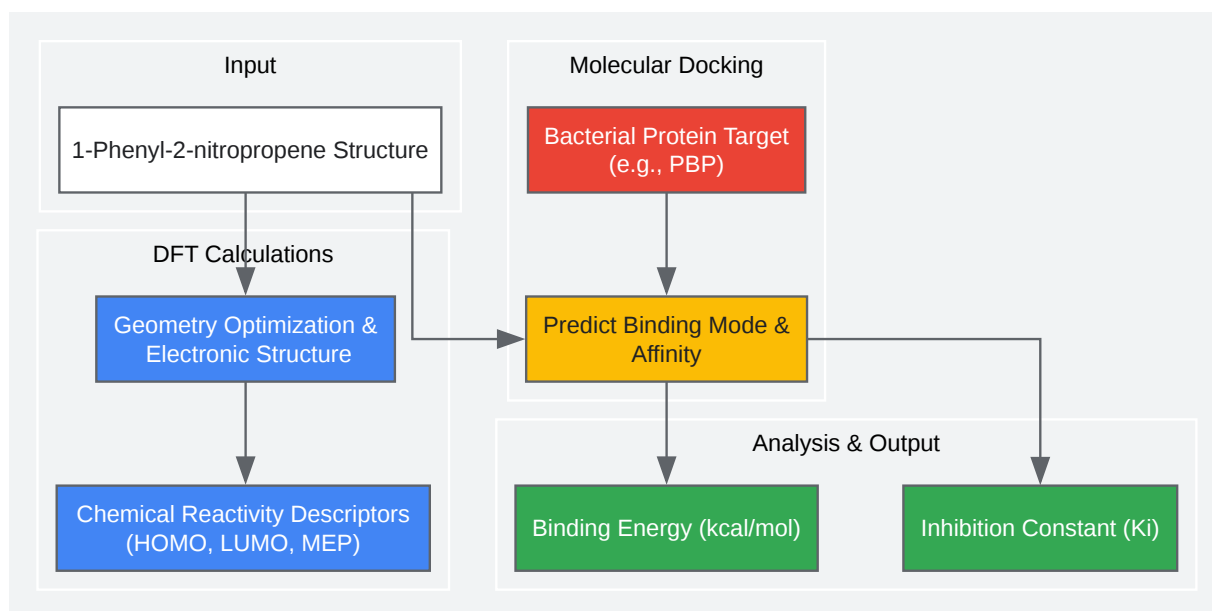 Input
1-Phenyl-2-nitropropene Structure
Molecular Docking
Bacterial Protein Target
(e.g., PBP)
DFT Calculations
Geometry Optimization &
Electronic Structure
Predict Binding Mode &
Affinity
Chemical Reactivity Descriptors
(HOMO, LUMO, MEP)
Analysis & Output
Binding Energy (kcal/mol)
Inhibition Constant (Ki)